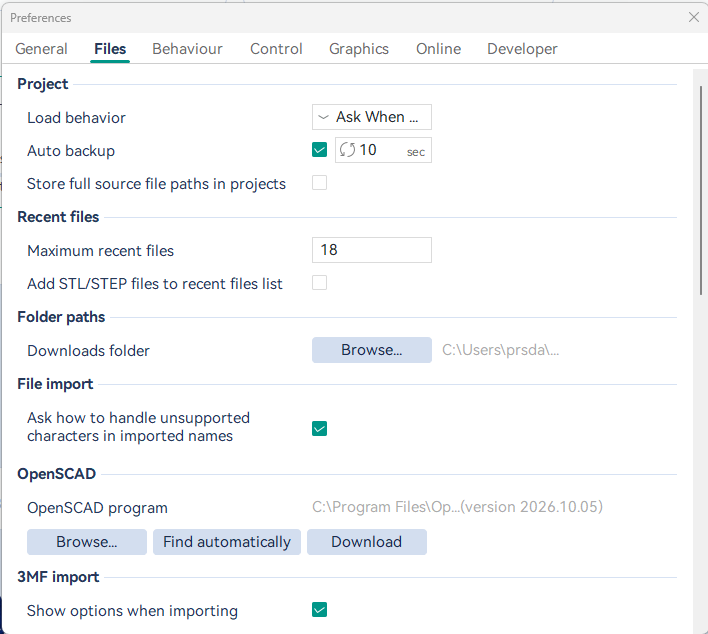 Preferences
General Files Behaviour Control Graphics Online Developer
Project
Load behavior Ask When ...
Auto backup 10 sec
Store full source file paths in projects
Recent files
Maximum recent files 18
Add STL/STEP files to recent files list
Folder paths
Downloads folder Browse... C:\Users\prsda\...
File import
Ask how to handle unsupported
characters in imported names
OpenSCAD
OpenSCAD program C:\Program Files\Op...(version 2026.10.05)
Browse... Find automatically Download
3MF import
Show options when importing